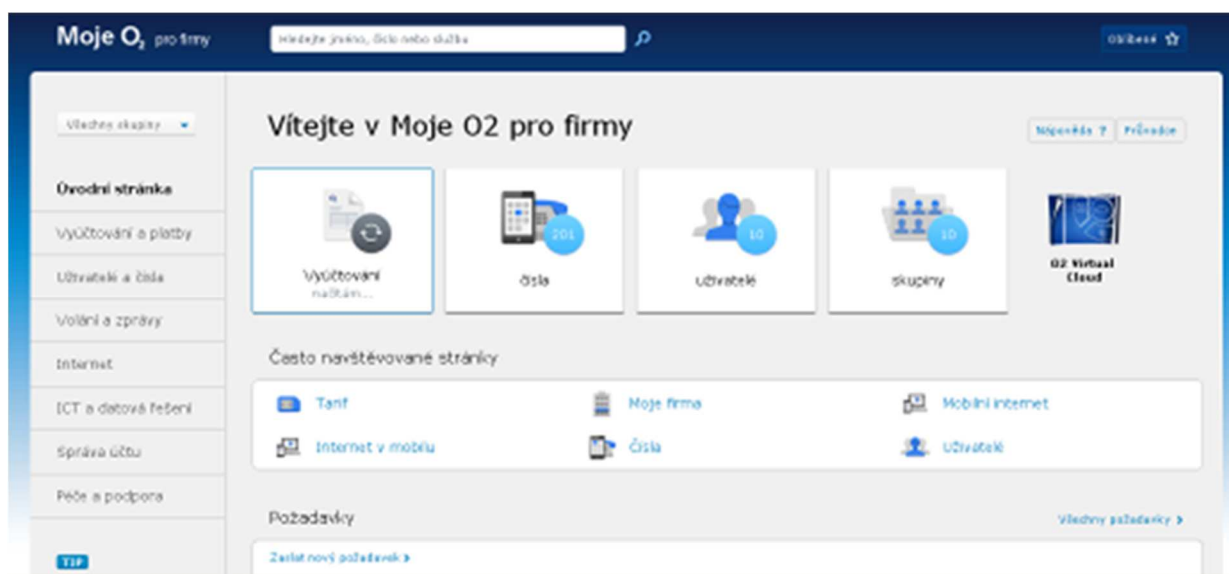 Moje O₂ pro firmy
Hledejte jméno, číslo nebo službu
Oblíbené
Všechny skupiny
Vítejte v Moje O2 pro firmy
Nápověda ?
Průvodce
Úvodní stránka
Vyúčtování a platby
Uživatelé a čísla
Volání a zprávy
Internet
ICT a datová řešení
Správa účtu
Péče a podpora
TIP
Vyúčtování
načítám...
201
čísla
10
uživatelé
10
skupiny
O2 Virtual
Cloud
Často navštěvované stránky
Tarif
Moje firma
Mobilní internet
Internet v mobilu
Čísla
Uživatelé
Požadavky
Všechny požadavky >
Zaslat nový požadavek >